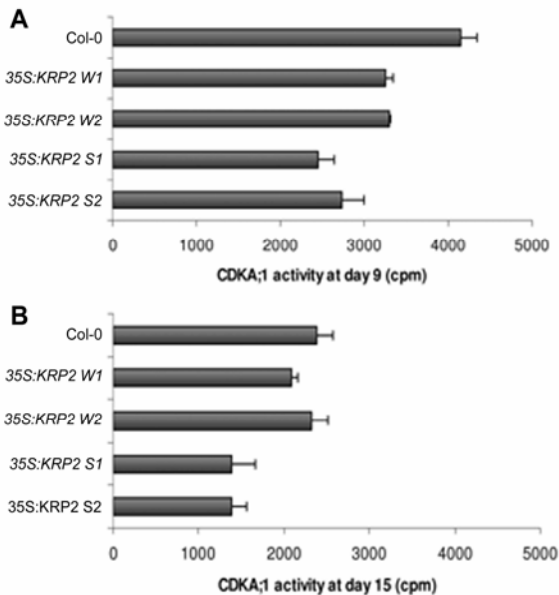 A
Col-0
35S:KRP2 W1
35S:KRP2 W2
35S:KRP2 S1
35S:KRP2 S2
0 1000 2000 3000 4000 5000
CDKA;1 activity at day 9 (cpm)
B
Col-0
35S:KRP2 W1
35S:KRP2 W2
35S:KRP2 S1
35S:KRP2 S2
0 1000 2000 3000 4000 5000
CDKA;1 activity at day 15 (cpm)